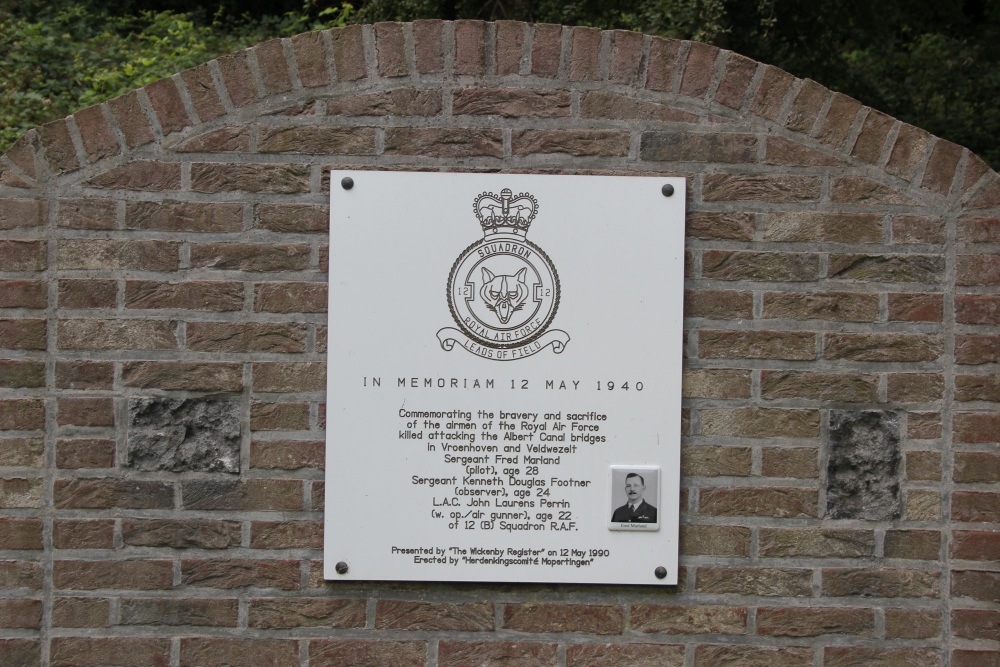 SQUADRON
12 12
ROYAL AIR FORCE
LEADS OF FIELD
IN MEMORIAM 12 MAY 1940
Commemorating the bravery and sacrifice
of the airmen of the Royal Air Force
killed attacking the Albert Canal bridges
in Vroenhoven and Veldwezelt
Sergeant Fred Marland
(pilot), age 28
Sergeant Kenneth Douglas Footner
(observer), age 24
L.A.C. John Laurens Perrin
(w. op./air gunner), age 22
of 12 (B) Squadron R.A.F.
Fred Marland
Presented by "The Wickenby Register" on 12 May 1990
Erected by "Herdenkingscomité Mopertingen"